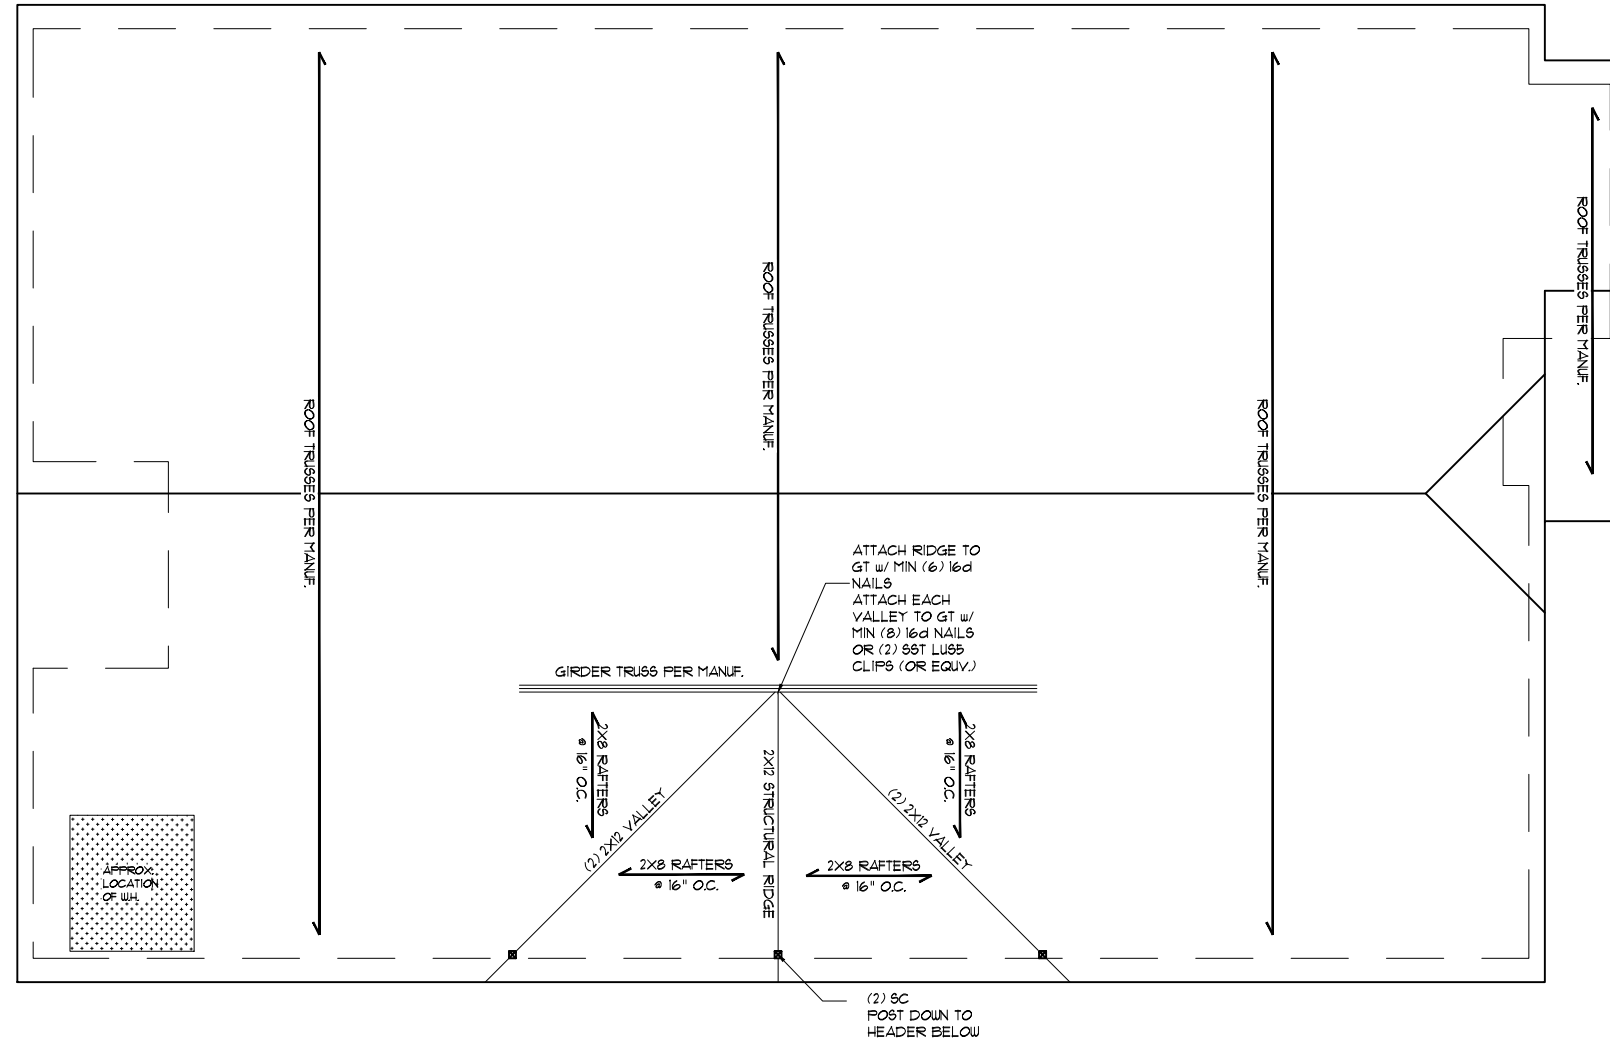 ROOF TRUSSES PER MANUF.
ROOF TRUSSES PER MANUF.
ROOF TRUSSES PER MANUF.
ROOF TRUSSES PER MANUF.
ATTACH RIDGE TO
GT w/ MIN (6) 16d
NAILS
ATTACH EACH
VALLEY TO GT w/
MIN (8) 16d NAILS
OR (2) SST LUS5
CLIPS (OR EQUV.)
GIRDER TRUSS PER MANUF.
2X8 RAFTERS
@ 16" O.C.
2X8 RAFTERS
@ 16" O.C.
(2) 2X12 VALLEY
2X12 STRUCTURAL RIDGE
(2) 2X12 VALLEY
2X8 RAFTERS
@ 16" O.C.
2X8 RAFTERS
@ 16" O.C.
APPROX.
LOCATION
OF W.H.
(2) SC
POST DOWN TO
HEADER BELOW